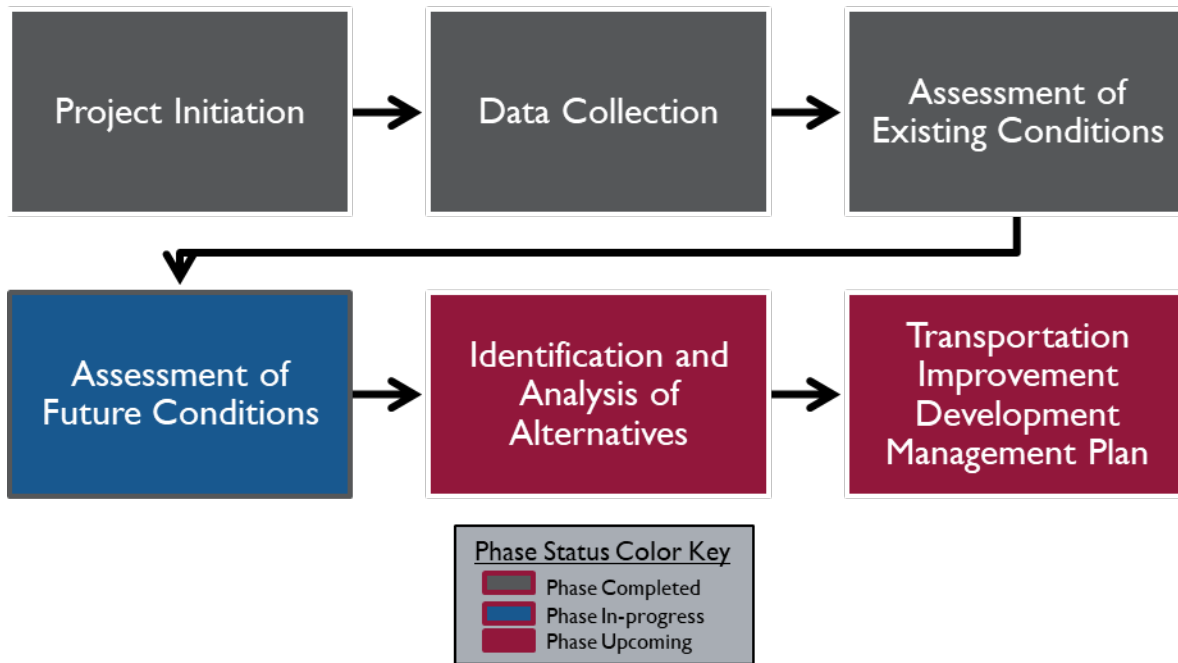 Project Initiation
Data Collection
Assessment of
Existing Conditions
Assessment of
Future Conditions
Identification and
Analysis of
Alternatives
Transportation
Improvement
Development
Management Plan
Phase Status Color Key
Phase Completed
Phase In-progress
Phase Upcoming